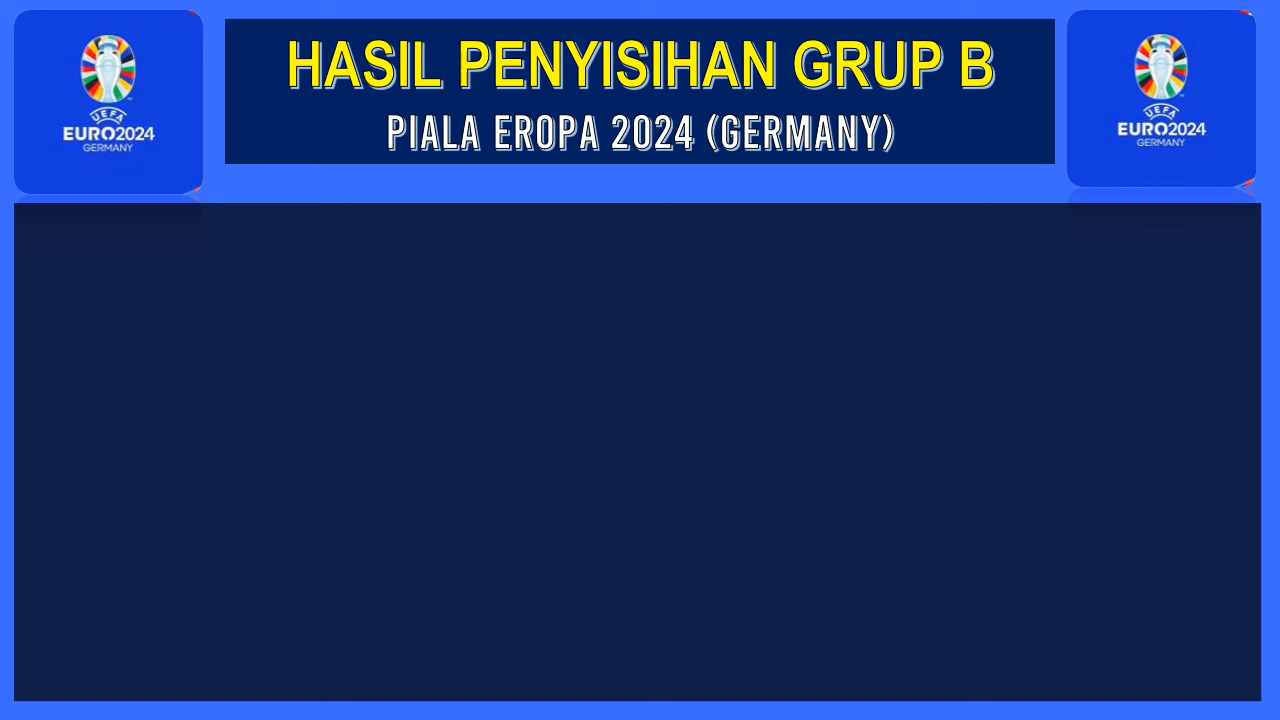 HASIL PENYISIHAN GRUP B
PIALA EROPA 2024 (GERMANY)
UEFA
EURO2024
GERMANY
UEFA
EURO2024
GERMANY